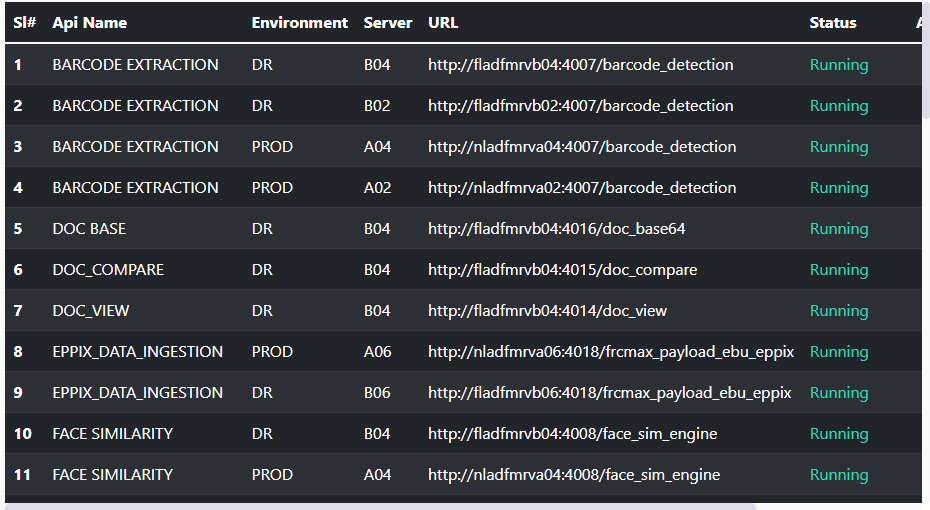 Sl# Api Name Environment Server URL Status
1 BARCODE EXTRACTION DR B04 http://fladfmrvb04:4007/barcode_detection Running
2 BARCODE EXTRACTION DR B02 http://fladfmrvb02:4007/barcode_detection Running
3 BARCODE EXTRACTION PROD A04 http://nladfmrva04:4007/barcode_detection Running
4 BARCODE EXTRACTION PROD A02 http://nladfmrva02:4007/barcode_detection Running
5 DOC BASE DR B04 http://fladfmrvb04:4016/doc_base64 Running
6 DOC_COMPARE DR B04 http://fladfmrvb04:4015/doc_compare Running
7 DOC_VIEW DR B04 http://fladfmrvb04:4014/doc_view Running
8 EPPIX_DATA_INGESTION PROD A06 http://nladfmrva06:4018/frcmax_payload_ebu_eppix Running
9 EPPIX_DATA_INGESTION DR B06 http://fladfmrvb06:4018/frcmax_payload_ebu_eppix Running
10 FACE SIMILARITY DR B04 http://fladfmrvb04:4008/face_sim_engine Running
11 FACE SIMILARITY PROD A04 http://nladfmrva04:4008/face_sim_engine Running